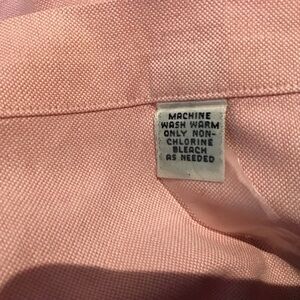 MACHINE
WASH WARM
ONLY NON-
CHLORINE
BLEACH
AS NEEDED